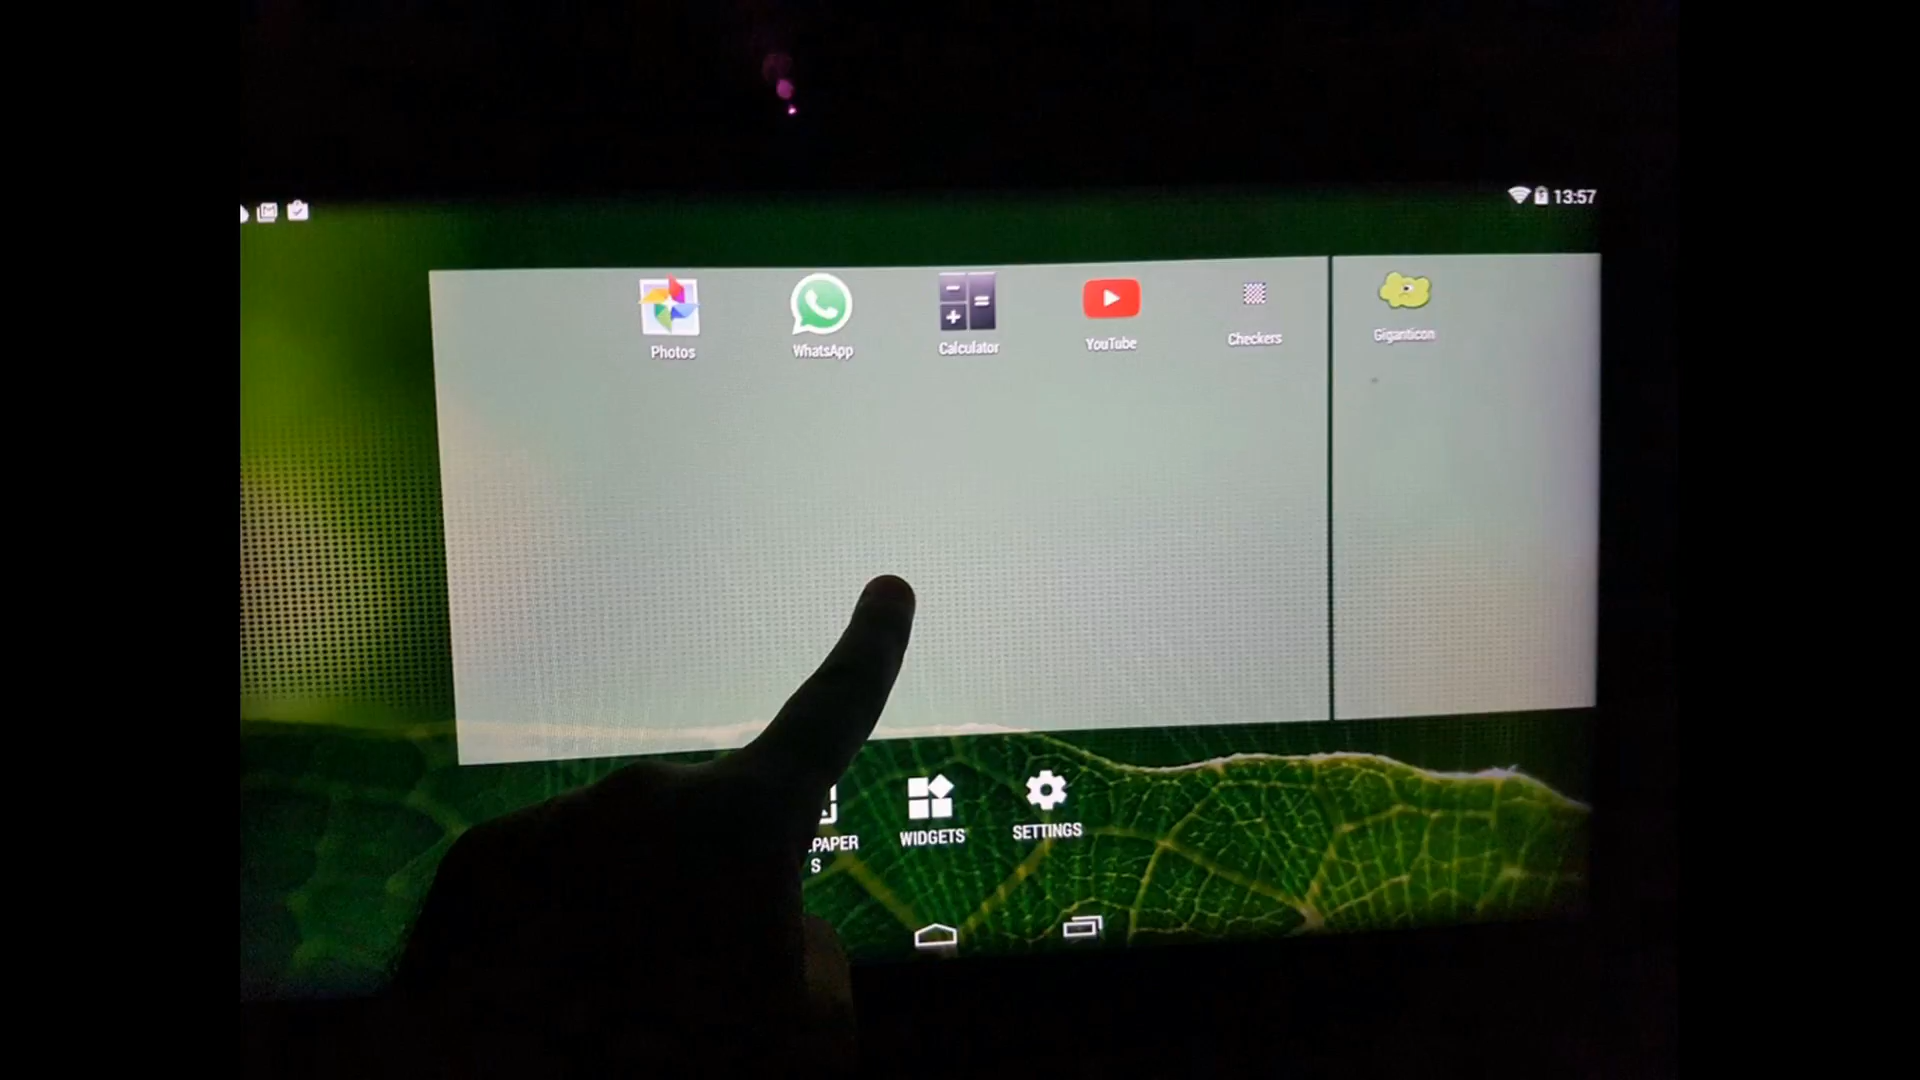 13:57
Photos
WhatsApp
Calculator
YouTube
Checkers
Giganticon
PAPER
S
WIDGETS
SETTINGS